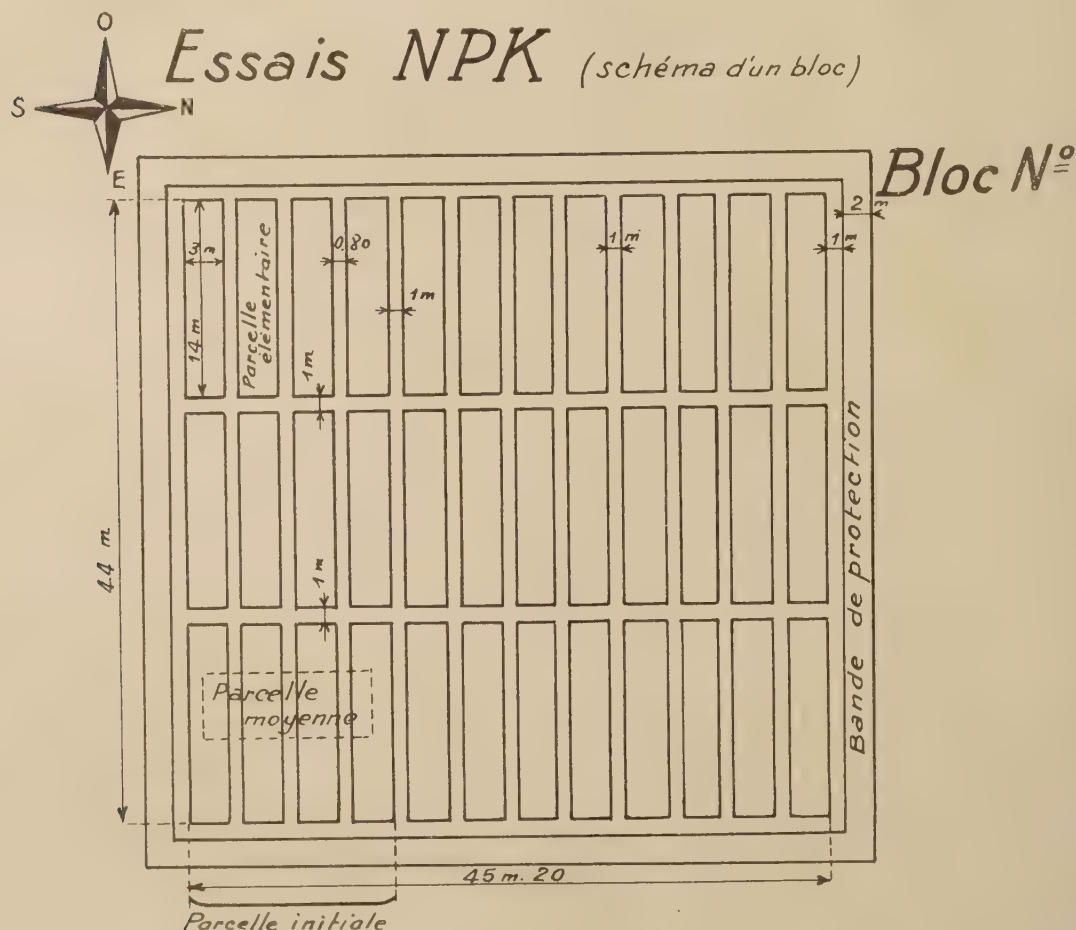 O
Essais NPK (schéma d'un bloc)
S
N
E
Bloc Nº
2 m
3 m
0,80
1 m
1 m
1 m
14 m
Parcelle
élémentaire
1 m
44 m.
1 m
Bande de protection
Parcelle
moyenne
45 m. 20
Parcelle initiale